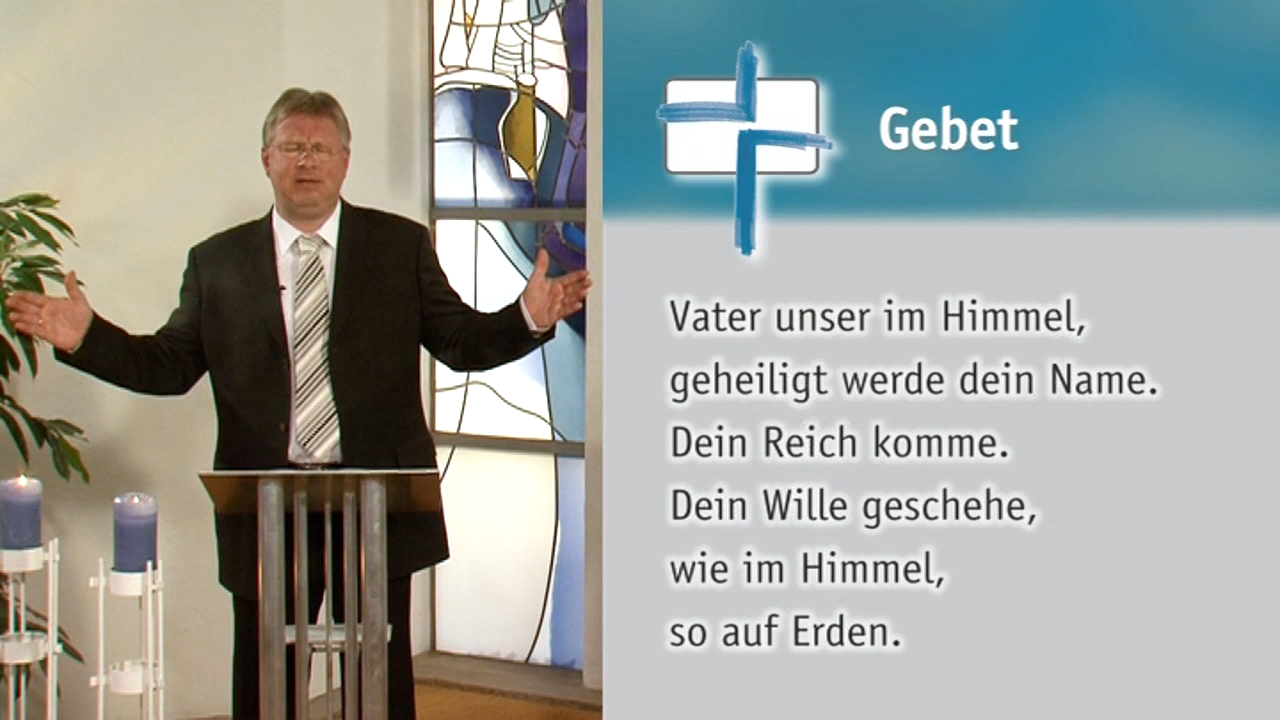 Gebet
Vater unser im Himmel,
geheiligt werde dein Name.
Dein Reich komme.
Dein Wille geschehe,
wie im Himmel,
so auf Erden.